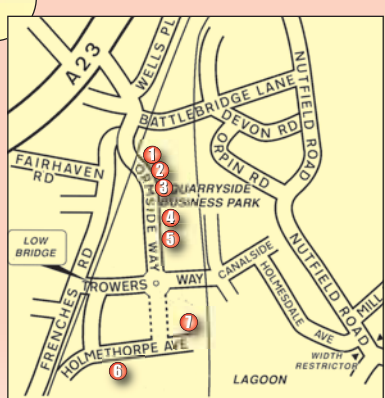 A23
WELLS PL
BATTLEBRIDGE LANE
NUTFIELD ROAD
DEVON RD
ORPIN RD
FAIRHAVEN
RD
1
2
3
ORMSIDE WAY
QUARRYSIDE
BUSINESS PARK
4
5
LOW
BRIDGE
FRENCHES RD
TROWERS WAY
CANALSIDE
HOLMESDALE AVE
NUTFIELD ROAD
MILL
7
HOLMETHORPE AVE
6
WIDTH
RESTRICTOR
LAGOON